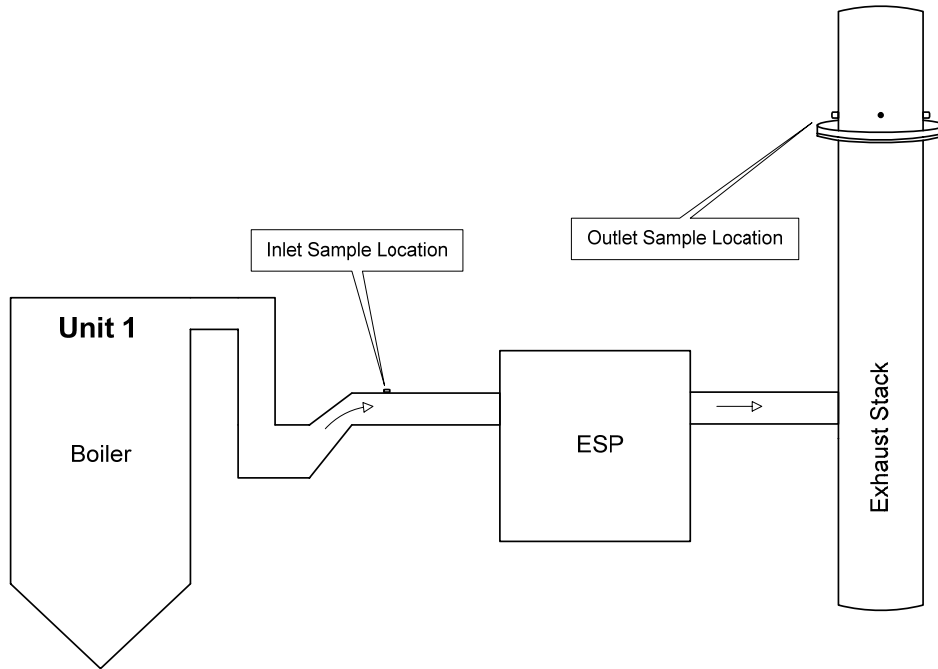 Inlet Sample Location
Outlet Sample Location
Unit 1
Boiler
ESP
Exhaust Stack